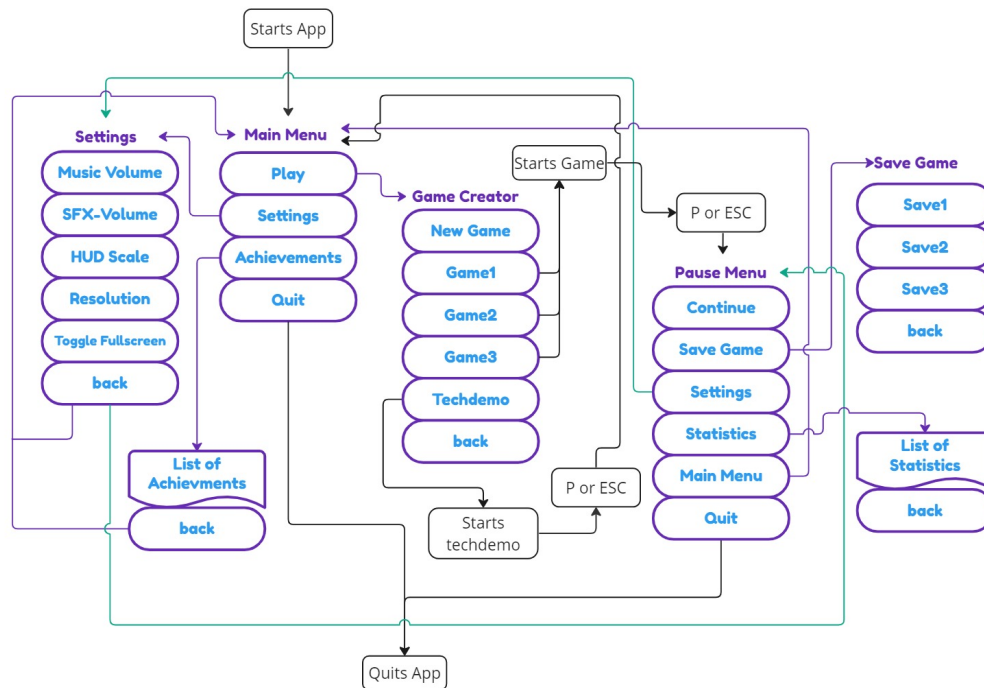 Starts App
Settings
Music Volume
SFX-Volume
HUD Scale
Resolution
Toggle Fullscreen
back
Main Menu
Play
Settings
Achievements
Quit
List of
Achievments
back
Game Creator
New Game
Game1
Game2
Game3
Techdemo
back
Starts Game
Starts
techdemo
P or ESC
P or ESC
Pause Menu
Continue
Save Game
Settings
Statistics
Main Menu
Quit
Save Game
Save1
Save2
Save3
back
List of
Statistics
back
Quits App